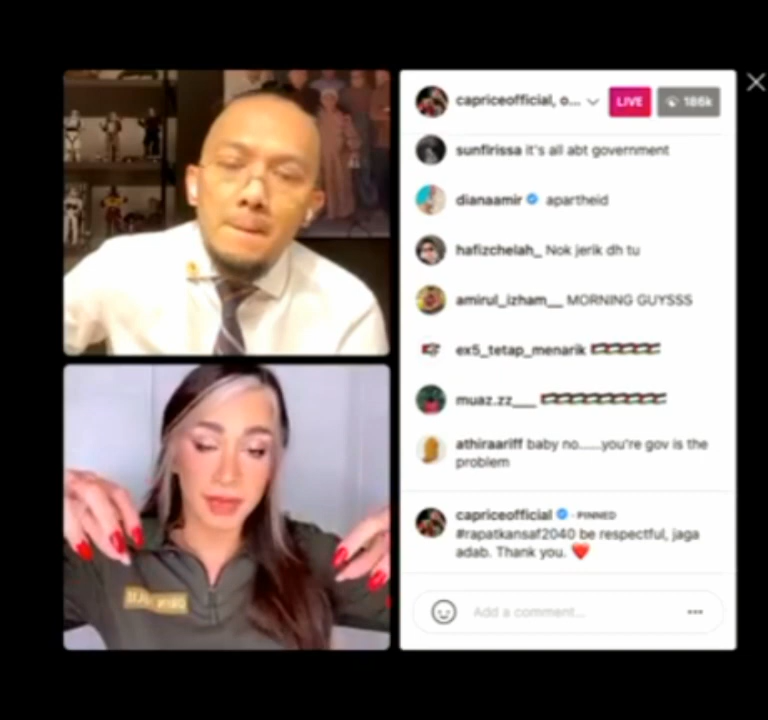 capriceofficial, o... LIVE 186k
sunfirissa it's all abt government
dianaamir apartheid
hafizchelah_ Nok jerik dh tu
amirul_izham__ MORNING GUYSSS
ex5_tetap_menarik
muaz.zz___
athiraariff baby no......you're gov is the
problem
capriceofficial · PINNED
#rapatkansaf2040 be respectful, jaga
adab. Thank you. ❤️
Add a comment...